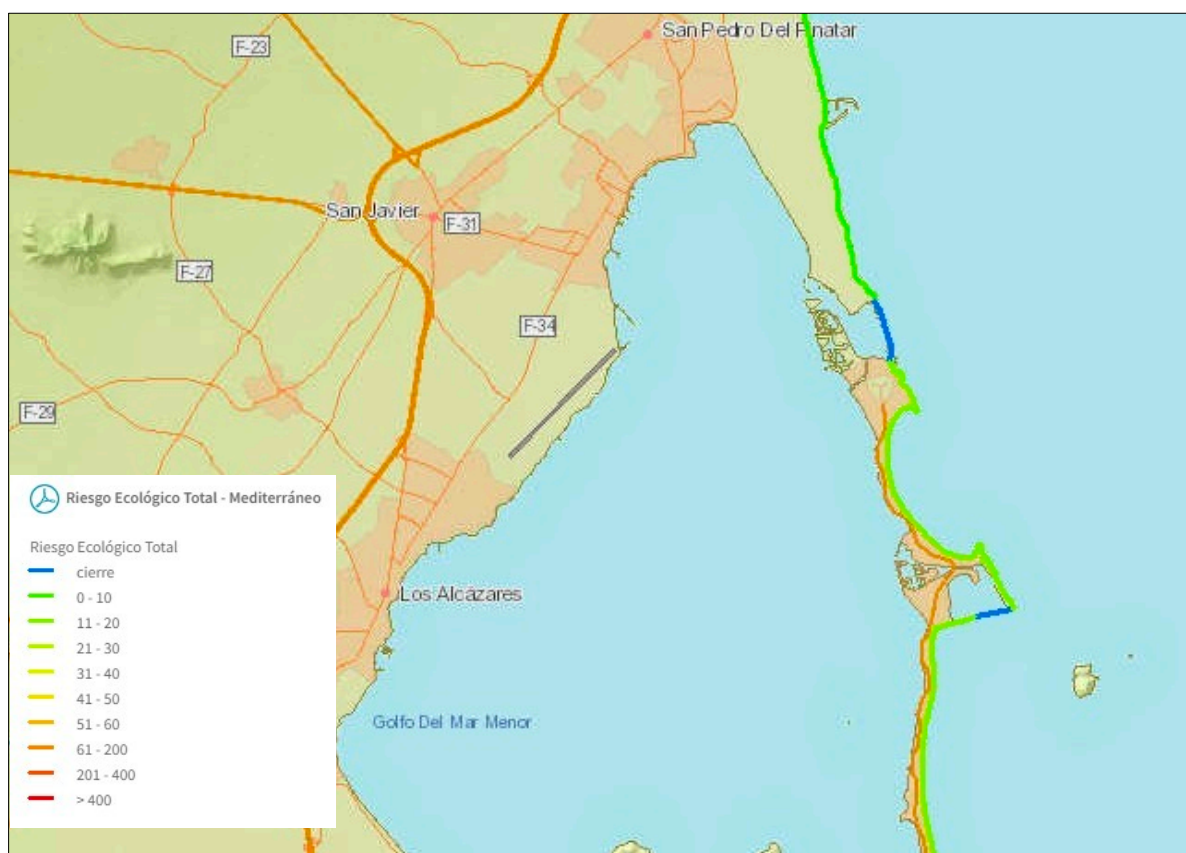 San Pedro Del Pinatar
F-23
San Javier
F-31
F-27
F-34
F-29
Los Alcázares
Golfo Del Mar Menor
Riesgo Ecológico Total - Mediterráneo
Riesgo Ecológico Total
cierre
0 - 10
11 - 20
21 - 30
31 - 40
41 - 50
51 - 60
61 - 200
201 - 400
> 400